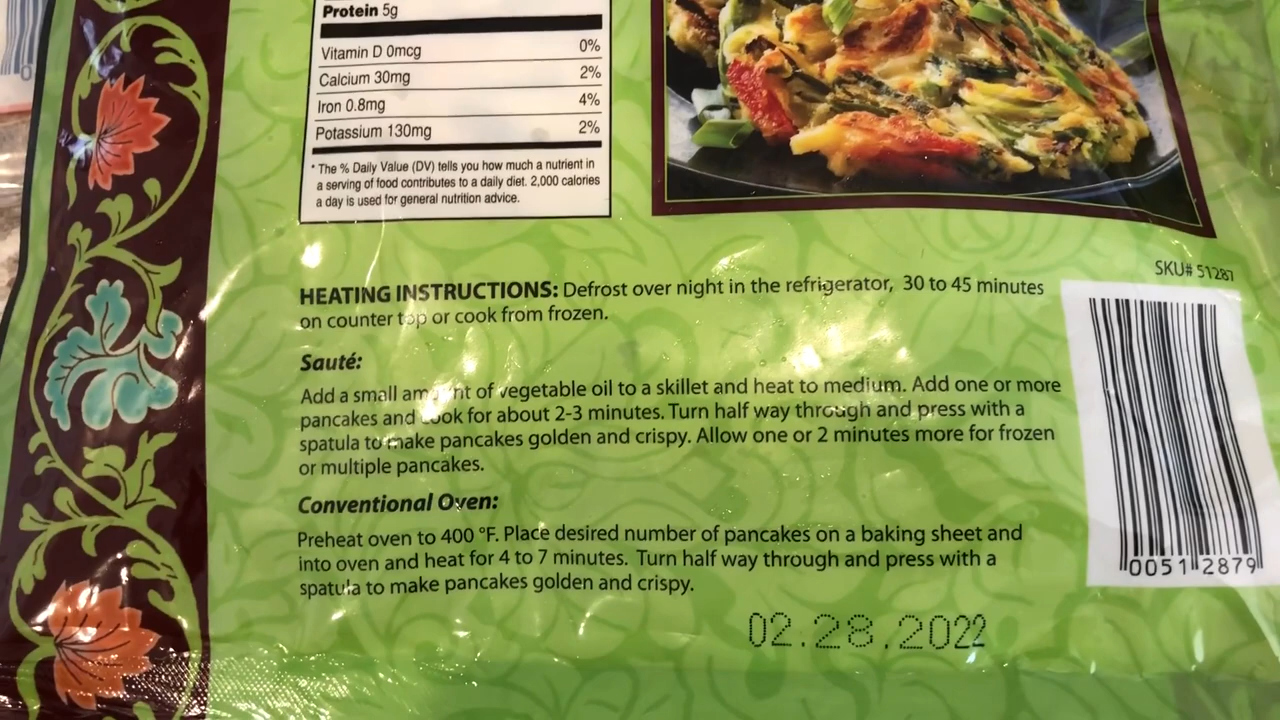 Protein 5g
Vitamin D 0mcg 0%
Calcium 30mg 2%
Iron 0.8mg 4%
Potassium 130mg 2%
* The % Daily Value (DV) tells you how much a nutrient in
a serving of food contributes to a daily diet. 2,000 calories
a day is used for general nutrition advice.
SKU# 51287
HEATING INSTRUCTIONS: Defrost over night in the refrigerator, 30 to 45 minutes
on counter top or cook from frozen.
Sauté:
Add a small amount of vegetable oil to a skillet and heat to medium. Add one or more
pancakes and cook for about 2-3 minutes. Turn half way through and press with a
spatula to make pancakes golden and crispy. Allow one or 2 minutes more for frozen
or multiple pancakes.
Conventional Oven:
Preheat oven to 400 °F. Place desired number of pancakes on a baking sheet and
into oven and heat for 4 to 7 minutes. Turn half way through and press with a
spatula to make pancakes golden and crispy.
0051 2879
02.28.2022